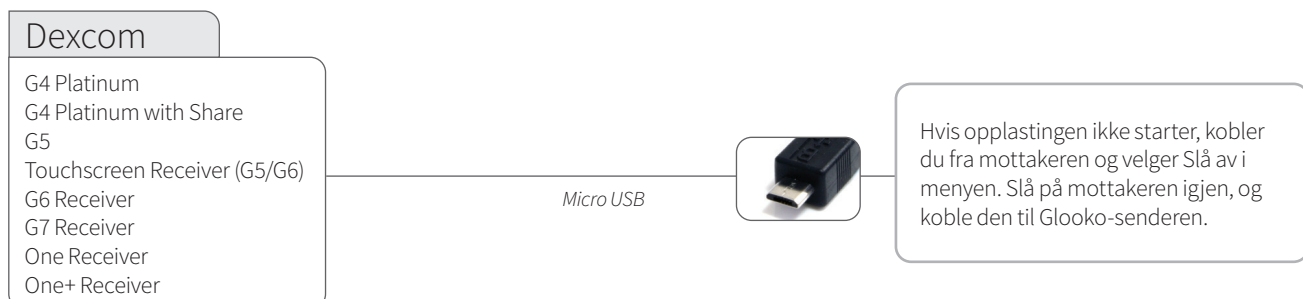 Dexcom
G4 Platinum
G4 Platinum with Share
G5
Touchscreen Receiver (G5/G6)
G6 Receiver
G7 Receiver
One Receiver
One+ Receiver
Micro USB
Hvis opplastingen ikke starter, kobler
du fra mottakeren og velger Slå av i
menyen. Slå på mottakeren igjen, og
koble den til Glooko-senderen.